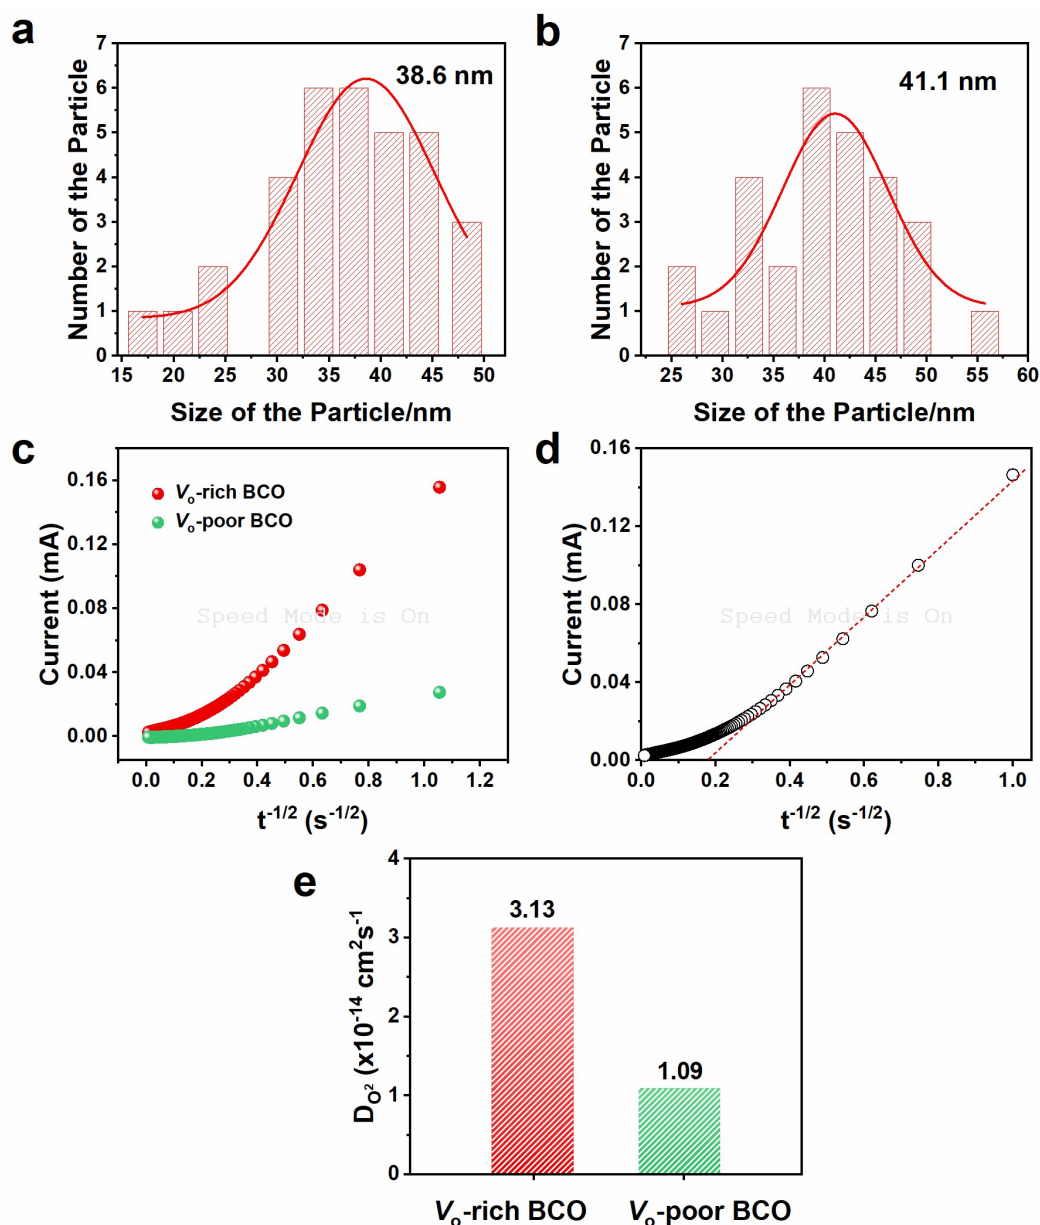 a
7
6
5
4
3
2
1
0
Number of the Particle
38.6 nm
15 20 25 30 35 40 45 50
Size of the Particle/nm
b
7
6
5
4
3
2
1
0
Number of the Particle
41.1 nm
25 30 35 40 45 50 55 60
Size of the Particle/nm
c
0.16
0.12
0.08
0.04
0.00
Current (mA)
Vo-rich BCO
Vo-poor BCO
Speed Mode is On
0.0 0.2 0.4 0.6 0.8 1.0 1.2
t-1/2 (s-1/2)
d
0.16
0.12
0.08
0.04
0.00
Current (mA)
Speed Mode is On
0.0 0.2 0.4 0.6 0.8 1.0
t-1/2 (s-1/2)
e
4
3
2
1
0
DO2 (x10-14 cm2s-1)
3.13
1.09
Vo-rich BCO Vo-poor BCO